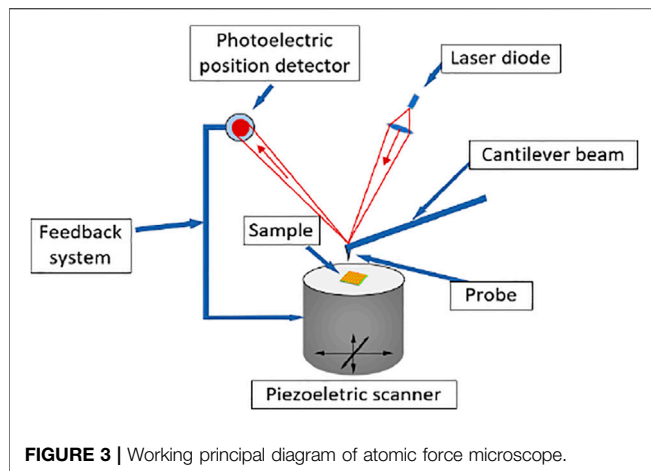 Photoelectric
position detector
Laser diode
Cantilever beam
Feedback
system
Sample
Probe
Piezoeletric scanner
FIGURE 3 | Working principal diagram of atomic force microscope.